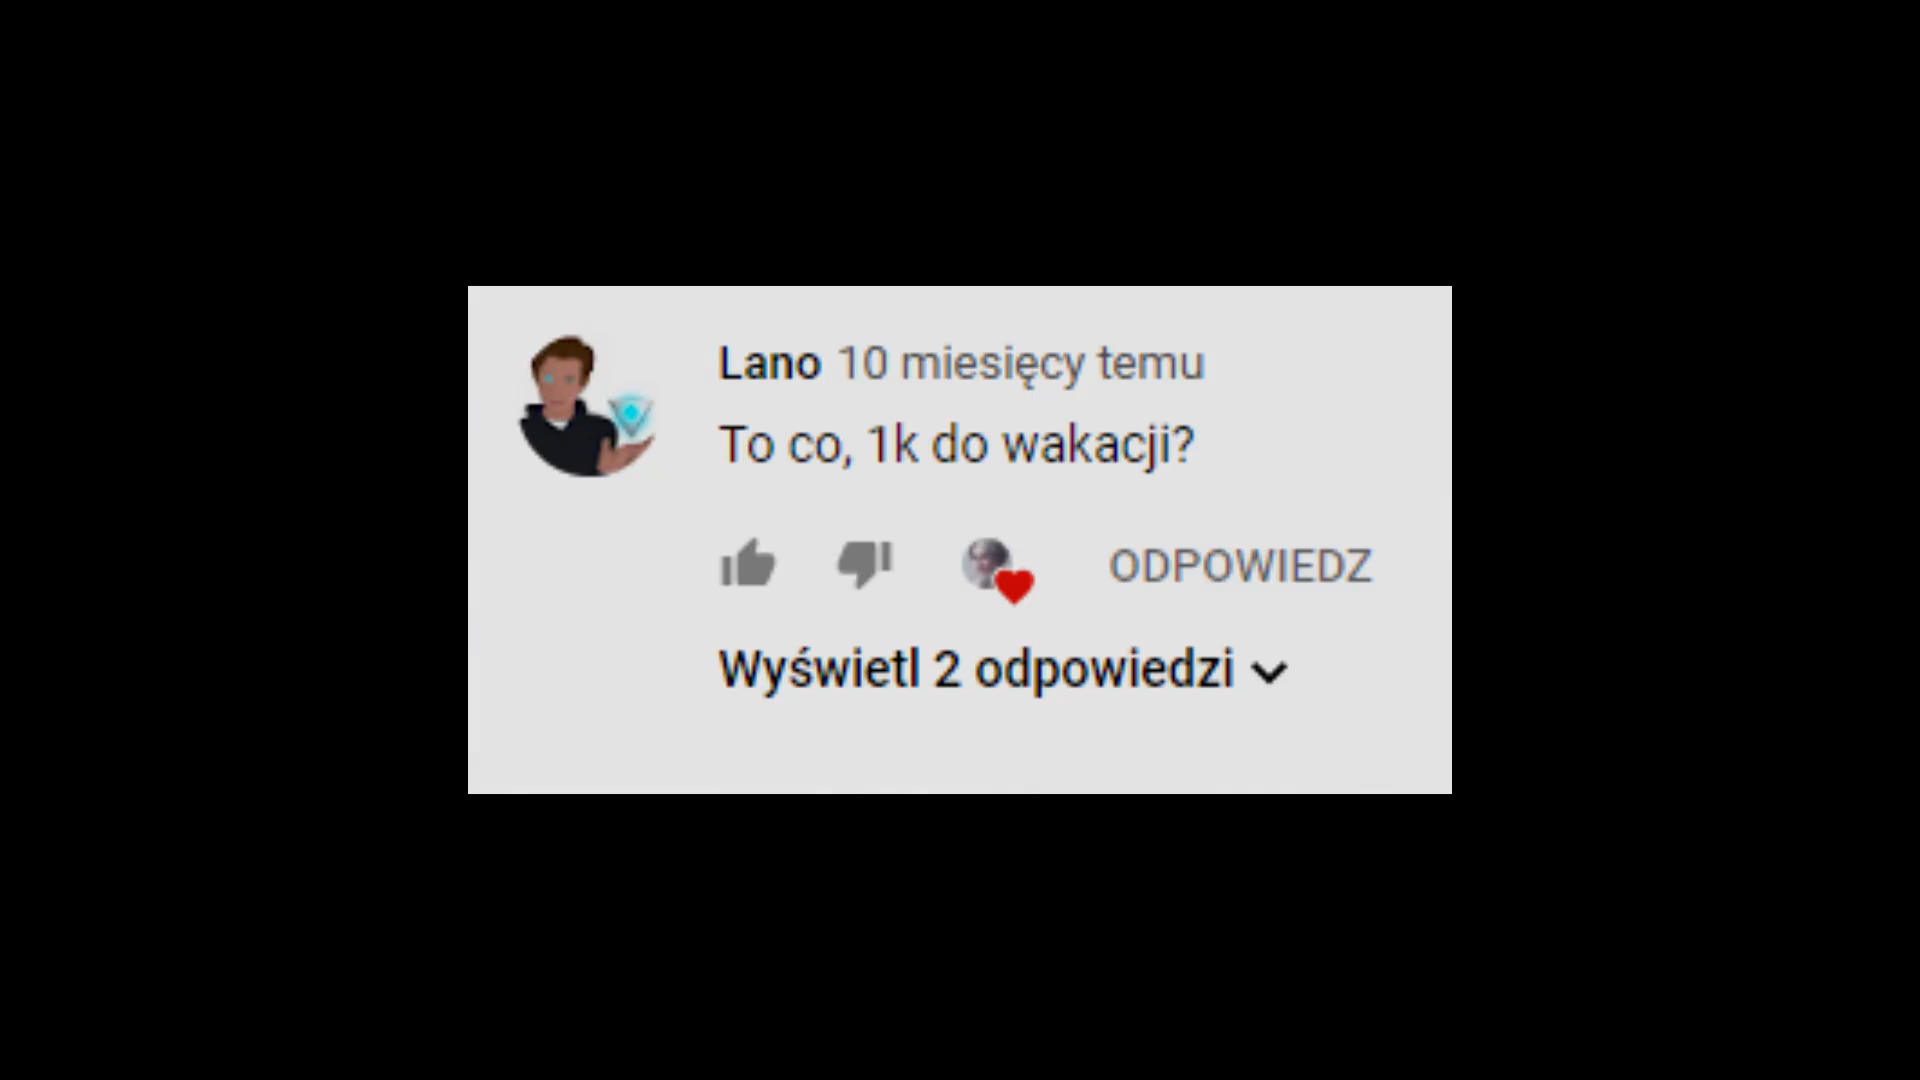 Lano 10 miesięcy temu
To co, 1k do wakacji?
ODPOWIEDZ
Wyświetl 2 odpowiedzi